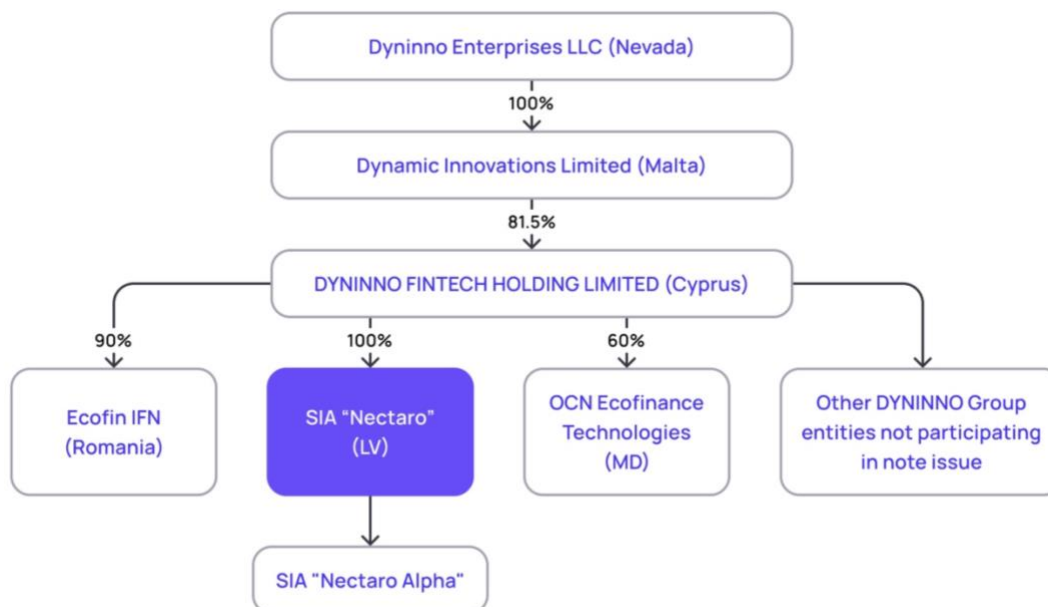 Dyninno Enterprises LLC (Nevada)
100%
Dynamic Innovations Limited (Malta)
81.5%
DYNINNO FINTECH HOLDING LIMITED (Cyprus)
90%
100%
60%
Ecofin IFN
(Romania)
SIA “Nectaro”
(LV)
OCN Ecofinance
Technologies
(MD)
Other DYNINNO Group
entities not participating
in note issue
SIA "Nectaro Alpha"